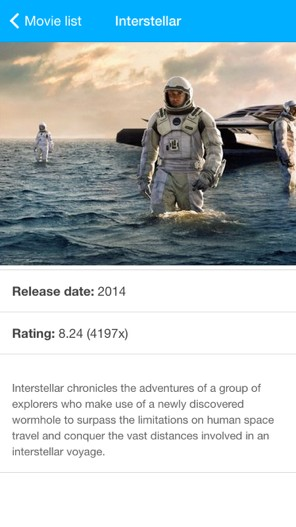 Movie list
Interstellar
Release date: 2014
Rating: 8.24 (4197x)
Interstellar chronicles the adventures of a group of
explorers who make use of a newly discovered
wormhole to surpass the limitations on human space
travel and conquer the vast distances involved in an
interstellar voyage.